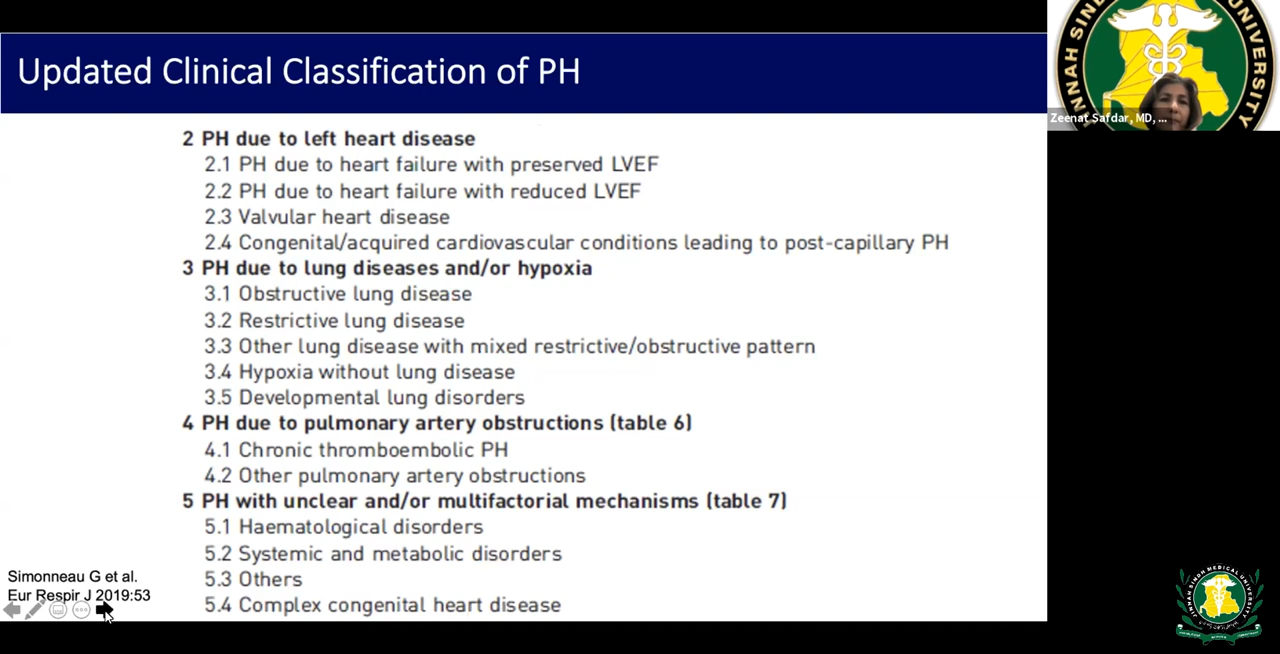 Updated Clinical Classification of PH
2 PH due to left heart disease
2.1 PH due to heart failure with preserved LVEF
2.2 PH due to heart failure with reduced LVEF
2.3 Valvular heart disease
2.4 Congenital/acquired cardiovascular conditions leading to post-capillary PH
3 PH due to lung diseases and/or hypoxia
3.1 Obstructive lung disease
3.2 Restrictive lung disease
3.3 Other lung disease with mixed restrictive/obstructive pattern
3.4 Hypoxia without lung disease
3.5 Developmental lung disorders
4 PH due to pulmonary artery obstructions (table 6)
4.1 Chronic thromboembolic PH
4.2 Other pulmonary artery obstructions
5 PH with unclear and/or multifactorial mechanisms (table 7)
5.1 Haematological disorders
5.2 Systemic and metabolic disorders
5.3 Others
5.4 Complex congenital heart disease
Simonneau G et al.
Eur Respir J 2019:53
JINNAH SIND UNIVERSITY
Zeenat Safdar, MD, ...
JINNAH SINDH MEDICAL UNIVERSITY